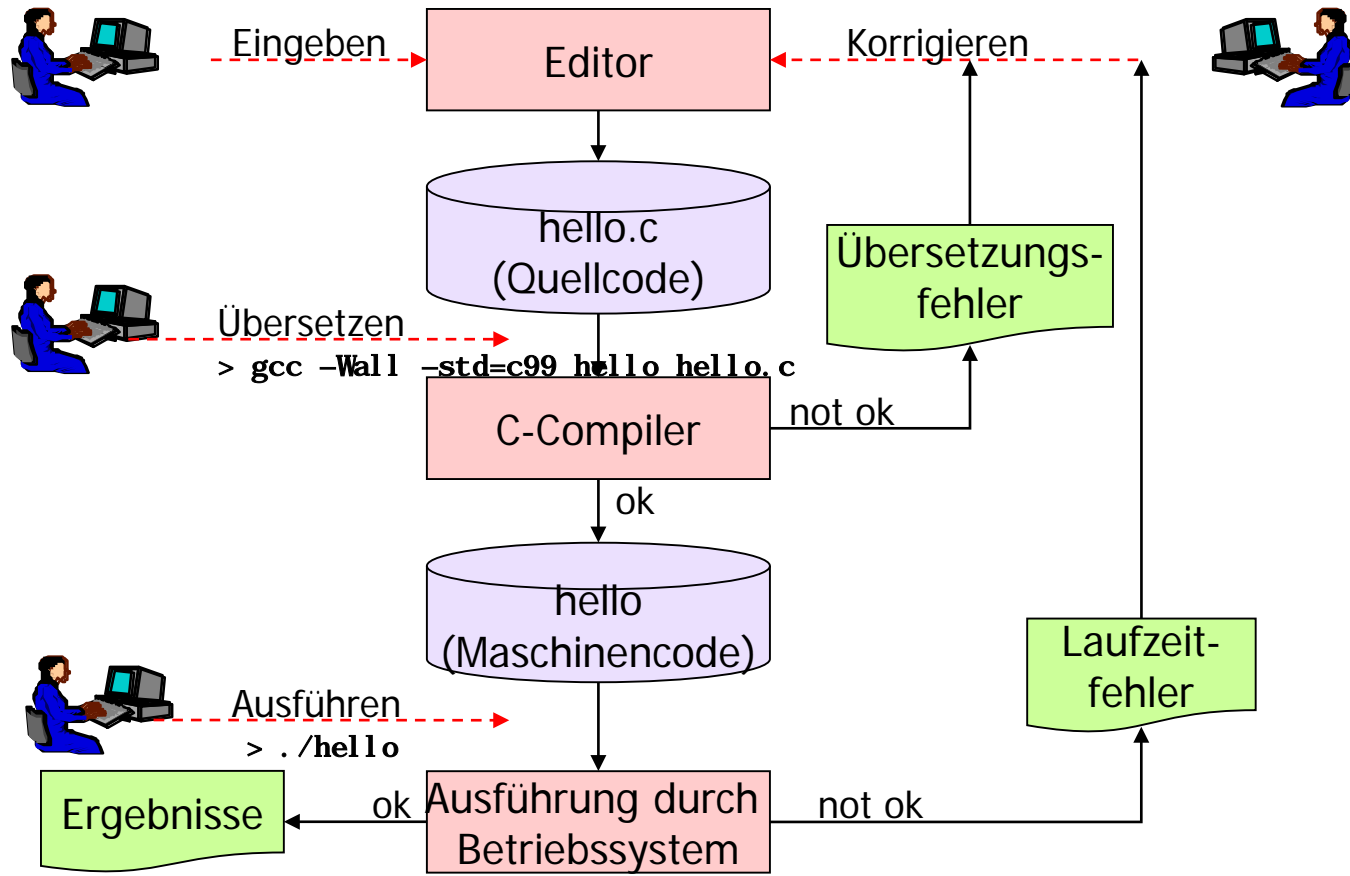 Eingeben
Editor
Korrigieren
hello.c
(Quellcode)
Übersetzungs-
fehler
Übersetzen
> gcc –Wall –std=c99 hello hello.c
C-Compiler
not ok
ok
hello
(Maschinencode)
Laufzeit-
fehler
Ausführen
> ./hello
Ergebnisse
ok
Ausführung durch
Betriebssystem
not ok